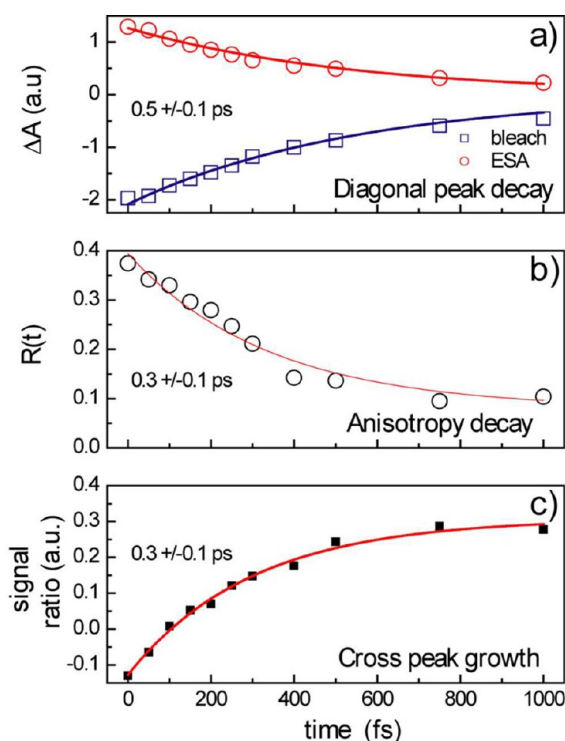 a)
1
0
-1
-2
ΔA (a.u)
0.5 +/-0.1 ps
bleach
ESA
Diagonal peak decay
b)
0.4
0.3
0.2
0.1
0.0
R(t)
0.3 +/-0.1 ps
Anisotropy decay
c)
0.4
0.3
0.2
0.1
0.0
-0.1
signal
ratio (a.u.)
0.3 +/-0.1 ps
Cross peak growth
0 200 400 600 800 1000
time (fs)